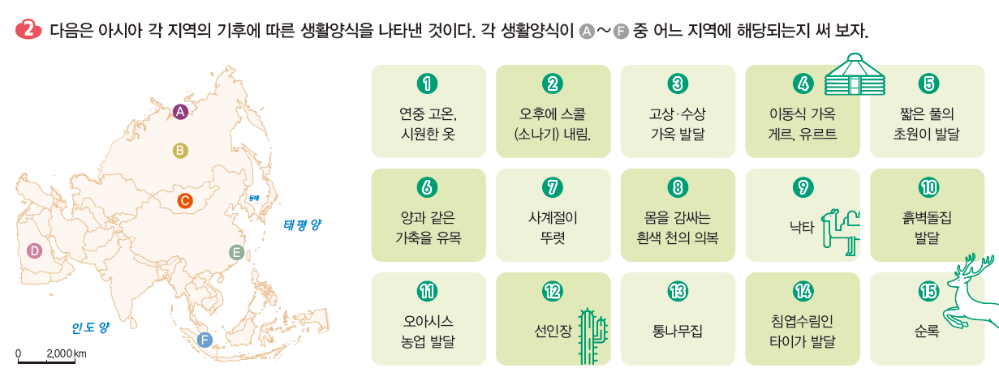 2 다음은 아시아 각 지역의 기후에 따른 생활양식을 나타낸 것이다. 각 생활양식이 A～F 중 어느 지역에 해당되는지 써 보자.
A
B
C
동해
태평양
D
E
인도양
F
0 2,000 km
1
연중 고온,
시원한 옷
2
오후에 스콜
(소나기) 내림.
3
고상·수상
가옥 발달
4
이동식 가옥
게르, 유르트
5
짧은 풀의
초원이 발달
6
양과 같은
가축을 유목
7
사계절이
뚜렷
8
몸을 감싸는
흰색 천의 의복
9
낙타
10
흙벽돌집
발달
11
오아시스
농업 발달
12
선인장
13
통나무집
14
침엽수림인
타이가 발달
15
순록